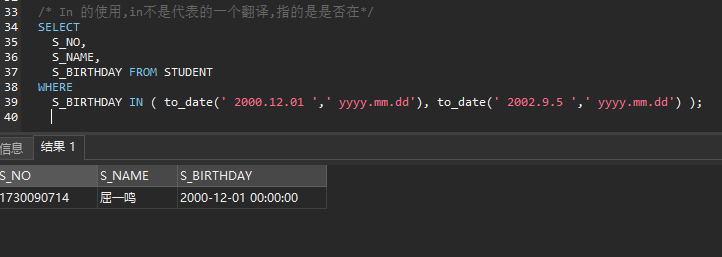 33 /* In 的使用,in不是代表的一个翻译,指的是是否在*/
34 SELECT
35 S_NO,
36 S_NAME,
37 S_BIRTHDAY FROM STUDENT
38 WHERE
39 S_BIRTHDAY IN ( to_date(' 2000.12.01 ',' yyyy.mm.dd'), to_date(' 2002.9.5 ',' yyyy.mm.dd') );
40
信息 结果 1
S_NO S_NAME S_BIRTHDAY
1730090714 屈一鸣 2000-12-01 00:00:00